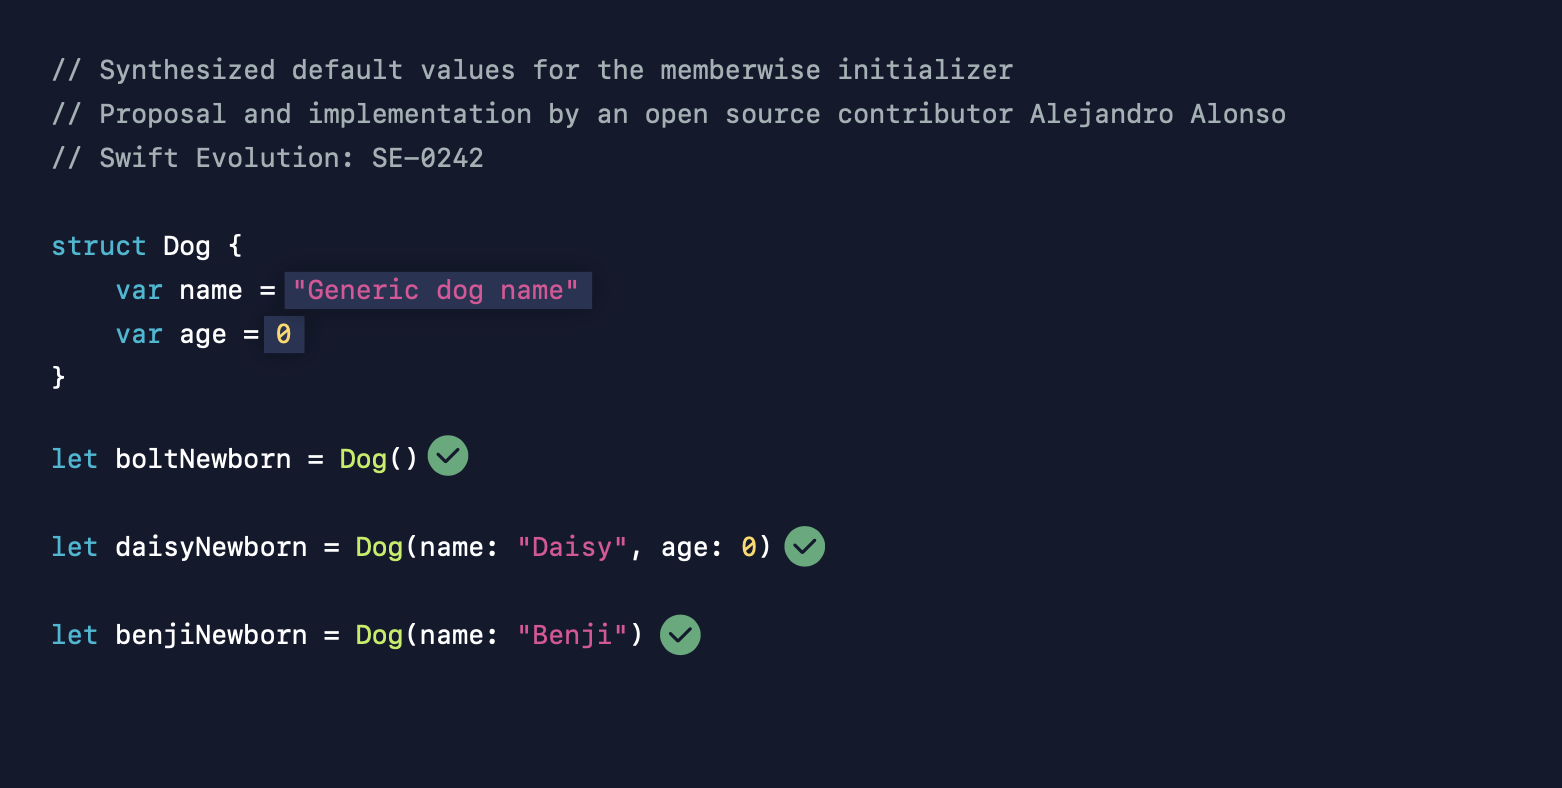 // Synthesized default values for the memberwise initializer
// Proposal and implementation by an open source contributor Alejandro Alonso
// Swift Evolution: SE-0242
struct Dog {
    var name = "Generic dog name"
    var age = 0
}
let boltNewborn = Dog()
let daisyNewborn = Dog(name: "Daisy", age: 0)
let benjiNewborn = Dog(name: "Benji")